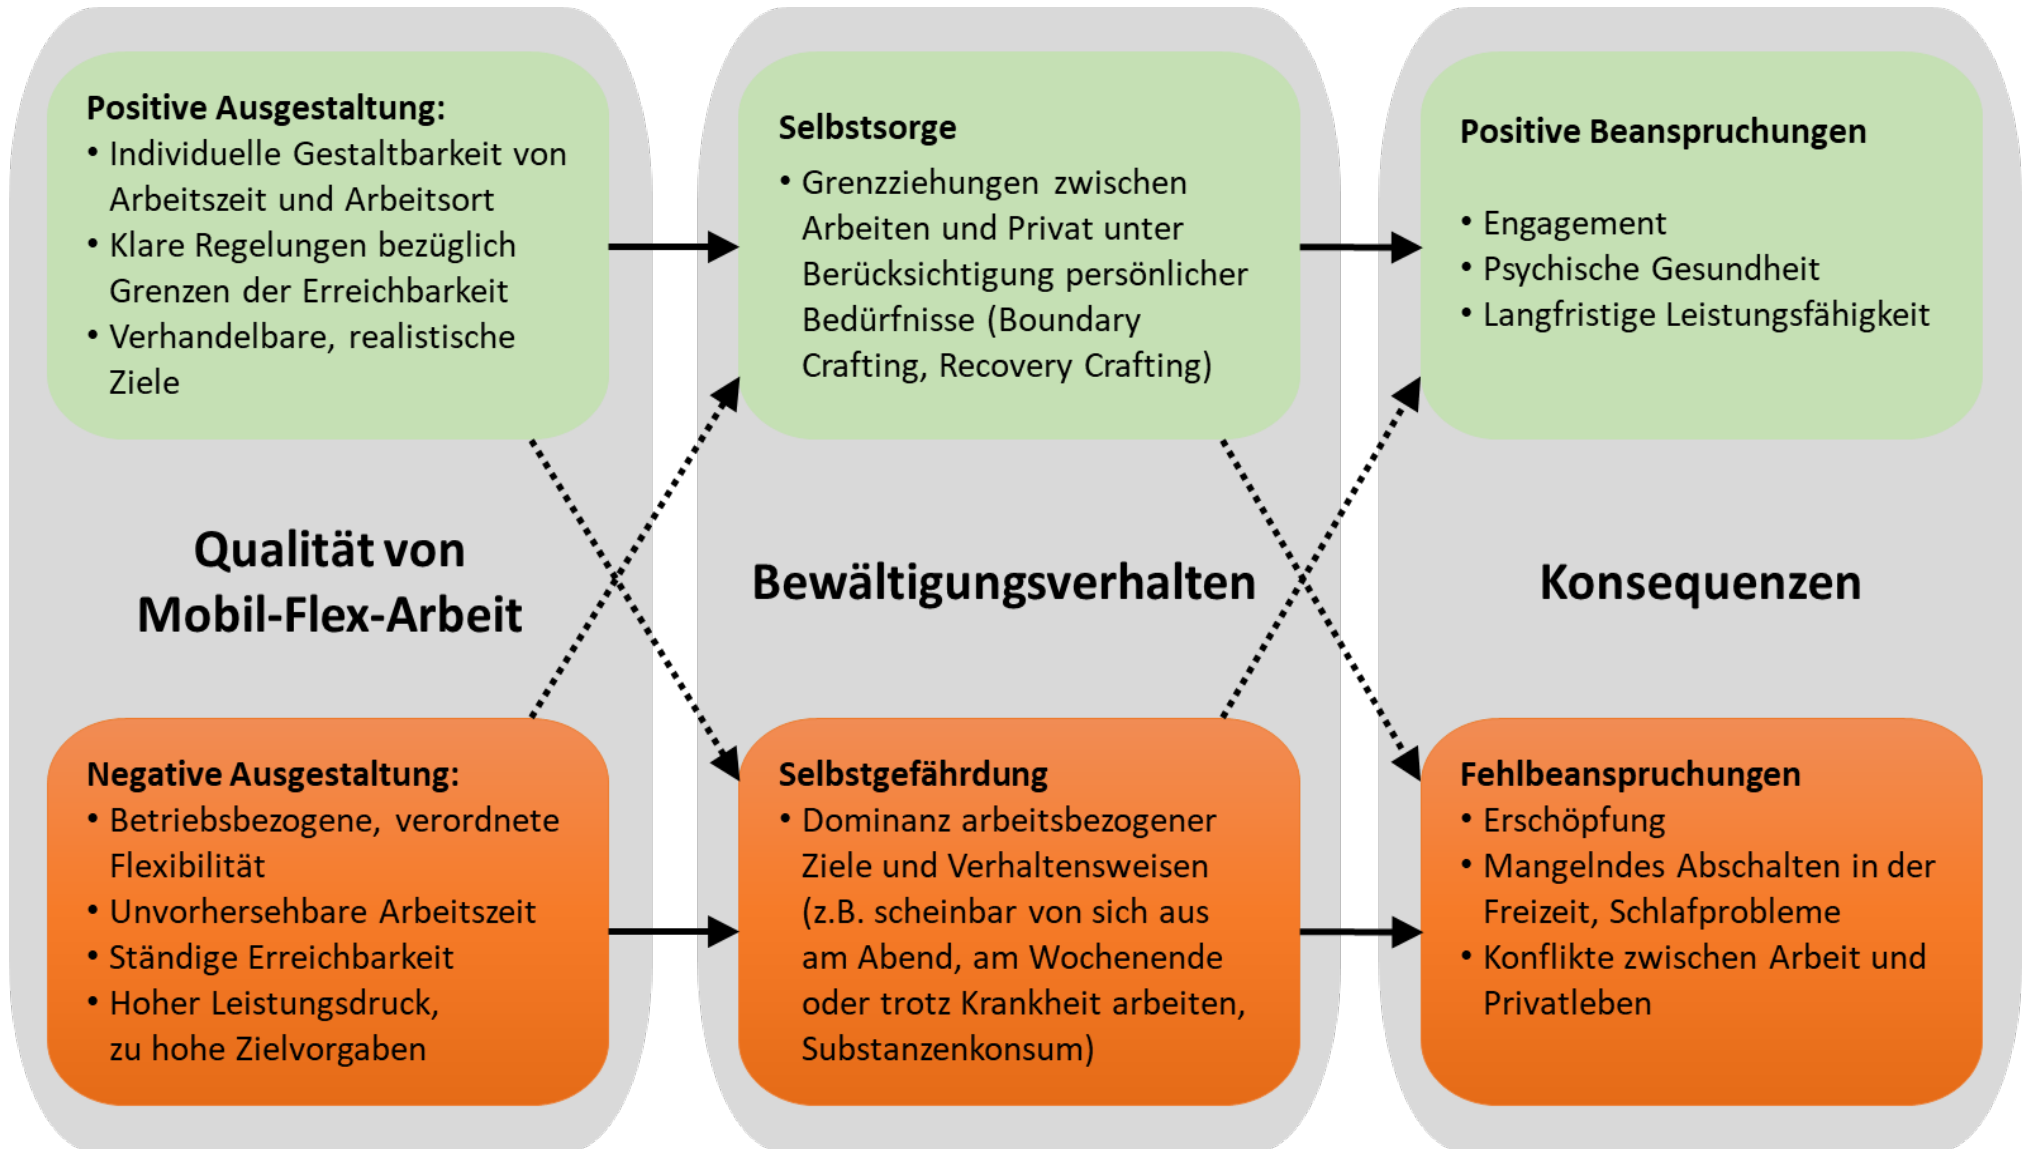 Positive Ausgestaltung:
• Individuelle Gestaltbarkeit von
Arbeitszeit und Arbeitsort
• Klare Regelungen bezüglich
Grenzen der Erreichbarkeit
• Verhandelbare, realistische
Ziele
Qualität von
Mobil-Flex-Arbeit
Negative Ausgestaltung:
• Betriebsbezogene, verordnete
Flexibilität
• Unvorhersehbare Arbeitszeit
• Ständige Erreichbarkeit
• Hoher Leistungsdruck,
zu hohe Zielvorgaben
Selbstsorge
• Grenzziehungen zwischen
Arbeiten und Privat unter
Berücksichtigung persönlicher
Bedürfnisse (Boundary
Crafting, Recovery Crafting)
Bewältigungsverhalten
Selbstgefährdung
• Dominanz arbeitsbezogener
Ziele und Verhaltensweisen
(z.B. scheinbar von sich aus
am Abend, am Wochenende
oder trotz Krankheit arbeiten,
Substanzenkonsum)
Positive Beanspruchungen
• Engagement
• Psychische Gesundheit
• Langfristige Leistungsfähigkeit
Konsequenzen
Fehlbeanspruchungen
• Erschöpfung
• Mangelndes Abschalten in der
Freizeit, Schlafprobleme
• Konflikte zwischen Arbeit und
Privatleben